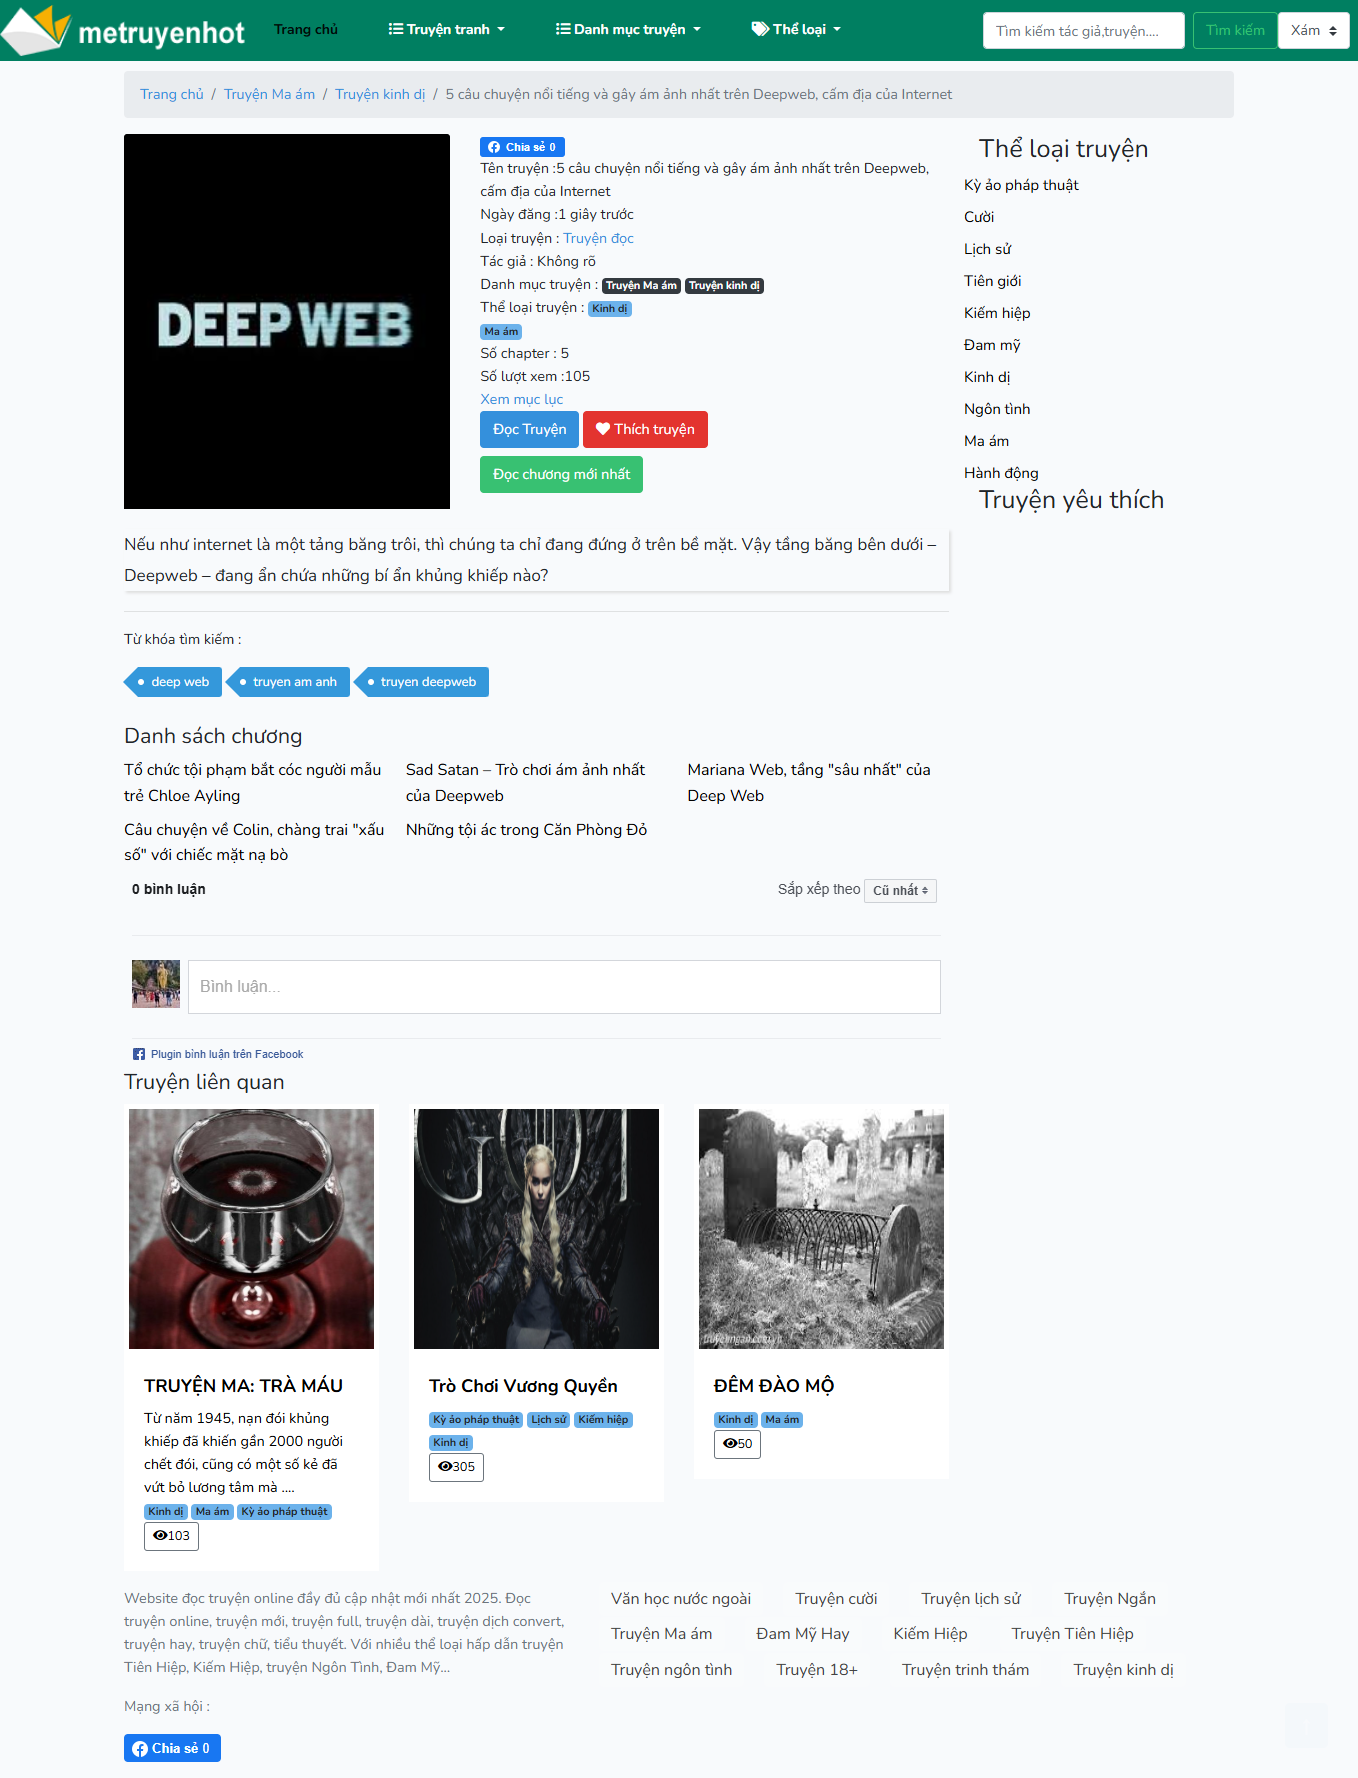 metruyenhot
Trang chủ
Truyện tranh
Danh mục truyện
Thể loại
Tìm kiếm tác giả,truyện....
Tìm kiếm
Xám
Trang chủ / Truyện Ma ám / Truyện kinh dị / 5 câu chuyện nổi tiếng và gây ám ảnh nhất trên Deepweb, cấm địa của Internet
DEEP WEB
Chia sẻ 0
Tên truyện :5 câu chuyện nổi tiếng và gây ám ảnh nhất trên Deepweb,
cấm địa của Internet
Ngày đăng :1 giây trước
Loại truyện : Truyện đọc
Tác giả : Không rõ
Danh mục truyện : Truyện Ma ám Truyện kinh dị
Thể loại truyện : Kinh dị
Ma ám
Số chapter : 5
Số lượt xem :105
Xem mục lục
Đọc Truyện
Thích truyện
Đọc chương mới nhất
Thể loại truyện
Kỳ ảo pháp thuật
Cười
Lịch sử
Tiên giới
Kiếm hiệp
Đam mỹ
Kinh dị
Ngôn tình
Ma ám
Hành động
Truyện yêu thích
Nếu như internet là một tảng băng trôi, thì chúng ta chỉ đang đứng ở trên bề mặt. Vậy tầng băng bên dưới –
Deepweb – đang ẩn chứa những bí ẩn khủng khiếp nào?
Từ khóa tìm kiếm :
deep web
truyen am anh
truyen deepweb
Danh sách chương
Tổ chức tội phạm bắt cóc người mẫu
trẻ Chloe Ayling
Sad Satan – Trò chơi ám ảnh nhất
của Deepweb
Mariana Web, tầng "sâu nhất" của
Deep Web
Câu chuyện về Colin, chàng trai "xấu
số" với chiếc mặt nạ bò
Những tội ác trong Căn Phòng Đỏ
0 bình luận
Sắp xếp theo Cũ nhất
Bình luận...
Plugin bình luận trên Facebook
Truyện liên quan
TRUYỆN MA: TRÀ MÁU
Từ năm 1945, nạn đói khủng
khiếp đã khiến gần 2000 người
chết đói, cũng có một số kẻ đã
vứt bỏ lương tâm mà ....
Kinh dị Ma ám Kỳ ảo pháp thuật
103
GOT
Trò Chơi Vương Quyền
Kỳ ảo pháp thuật Lịch sử Kiếm hiệp
Kinh dị
305
truyenngan.com.vn
ĐÊM ĐÀO MỘ
Kinh dị Ma ám
50
Website đọc truyện online đầy đủ cập nhật mới nhất 2025. Đọc
truyện online, truyện mới, truyện full, truyện dài, truyện dịch convert,
truyện hay, truyện chữ, tiểu thuyết. Với nhiều thể loại hấp dẫn truyện
Tiên Hiệp, Kiếm Hiệp, truyện Ngôn Tình, Đam Mỹ...
Mạng xã hội :
Chia sẻ 0
Văn học nước ngoài
Truyện cười
Truyện lịch sử
Truyện Ngắn
Truyện Ma ám
Đam Mỹ Hay
Kiếm Hiệp
Truyện Tiên Hiệp
Truyện ngôn tình
Truyện 18+
Truyện trinh thám
Truyện kinh dị